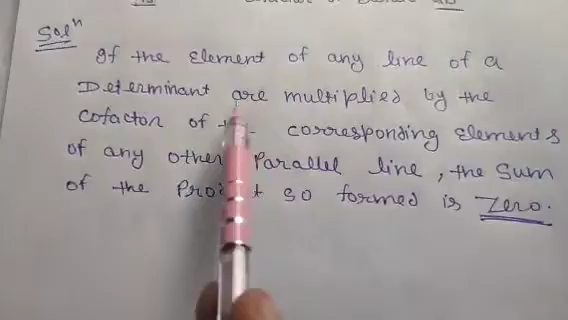 Solⁿ
If the Element of any line of a
Determinant are multiplied by the
cofactor of corresponding Elements
of any other Parallel line, the Sum
of the so formed is Zero.